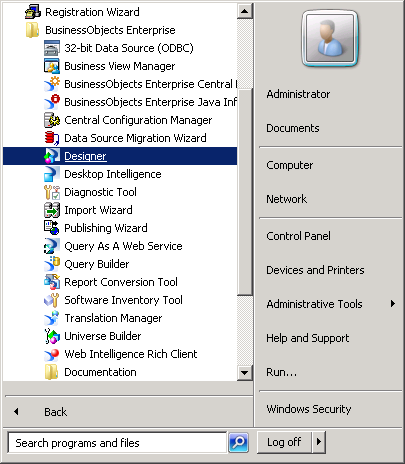 Registration Wizard
BusinessObjects Enterprise
32-bit Data Source (ODBC)
Business View Manager
BusinessObjects Enterprise Central
BusinessObjects Enterprise Java Inf
Central Configuration Manager
Data Source Migration Wizard
Designer
Desktop Intelligence
Diagnostic Tool
Import Wizard
Publishing Wizard
Query As A Web Service
Query Builder
Report Conversion Tool
Software Inventory Tool
Translation Manager
Universe Builder
Web Intelligence Rich Client
Documentation
Back
Search programs and files
Administrator
Documents
Computer
Network
Control Panel
Devices and Printers
Administrative Tools
Help and Support
Run...
Windows Security
Log off